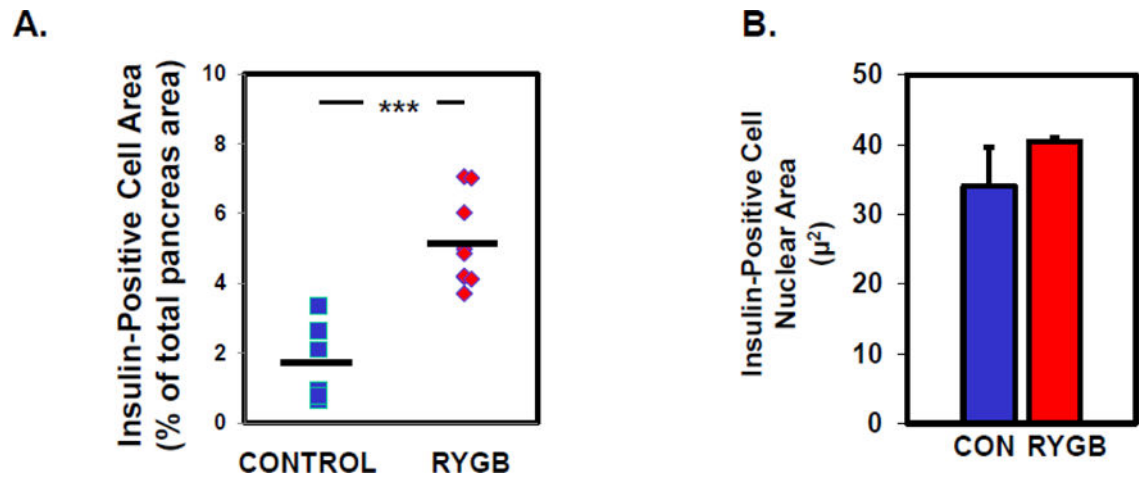 A.
Insulin-Positive Cell Area
(% of total pancreas area)
10
8
6
4
2
0
***
CONTROL
RYGB
B.
Insulin-Positive Cell
Nuclear Area
(μ²)
50
40
30
20
10
0
CON
RYGB